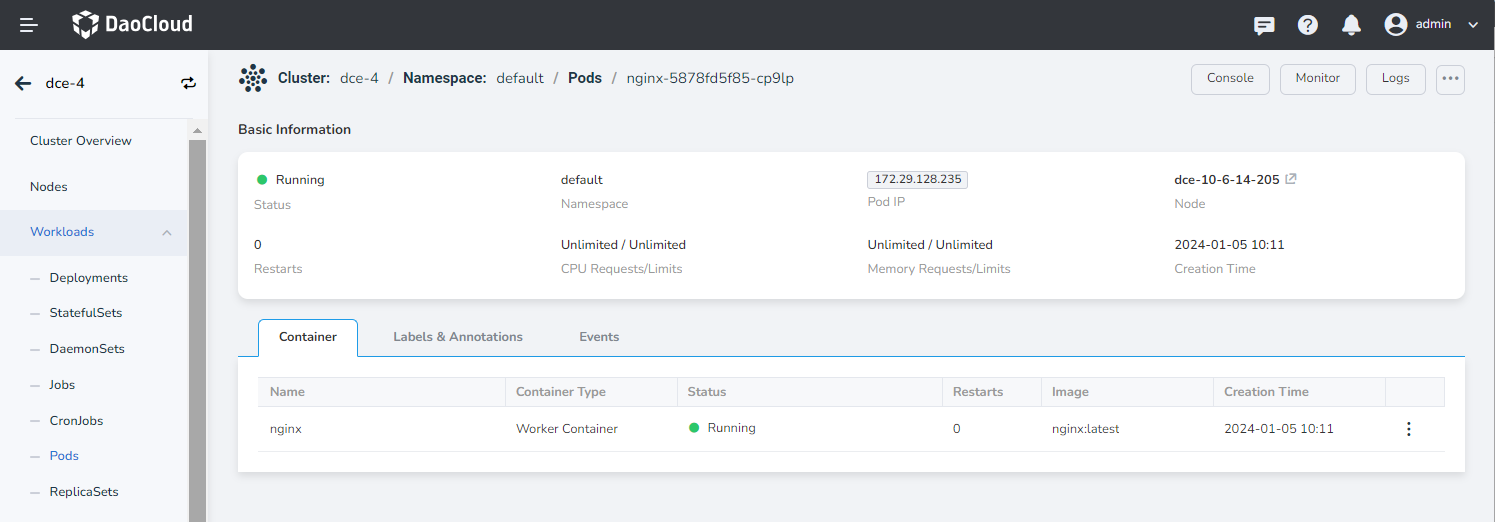 DaoCloud
admin
dce-4
Cluster: dce-4 / Namespace: default / Pods / nginx-5878fd5f85-cp9lp
Console
Monitor
Logs
Cluster Overview
Nodes
Workloads
Deployments
StatefulSets
DaemonSets
Jobs
CronJobs
Pods
ReplicaSets
Basic Information
Running
default
172.29.128.235
dce-10-6-14-205
Status
Namespace
Pod IP
Node
0
Unlimited / Unlimited
Unlimited / Unlimited
2024-01-05 10:11
Restarts
CPU Requests/Limits
Memory Requests/Limits
Creation Time
Container
Labels & Annotations
Events
Name Container Type Status Restarts Image Creation Time
nginx Worker Container Running 0 nginx:latest 2024-01-05 10:11